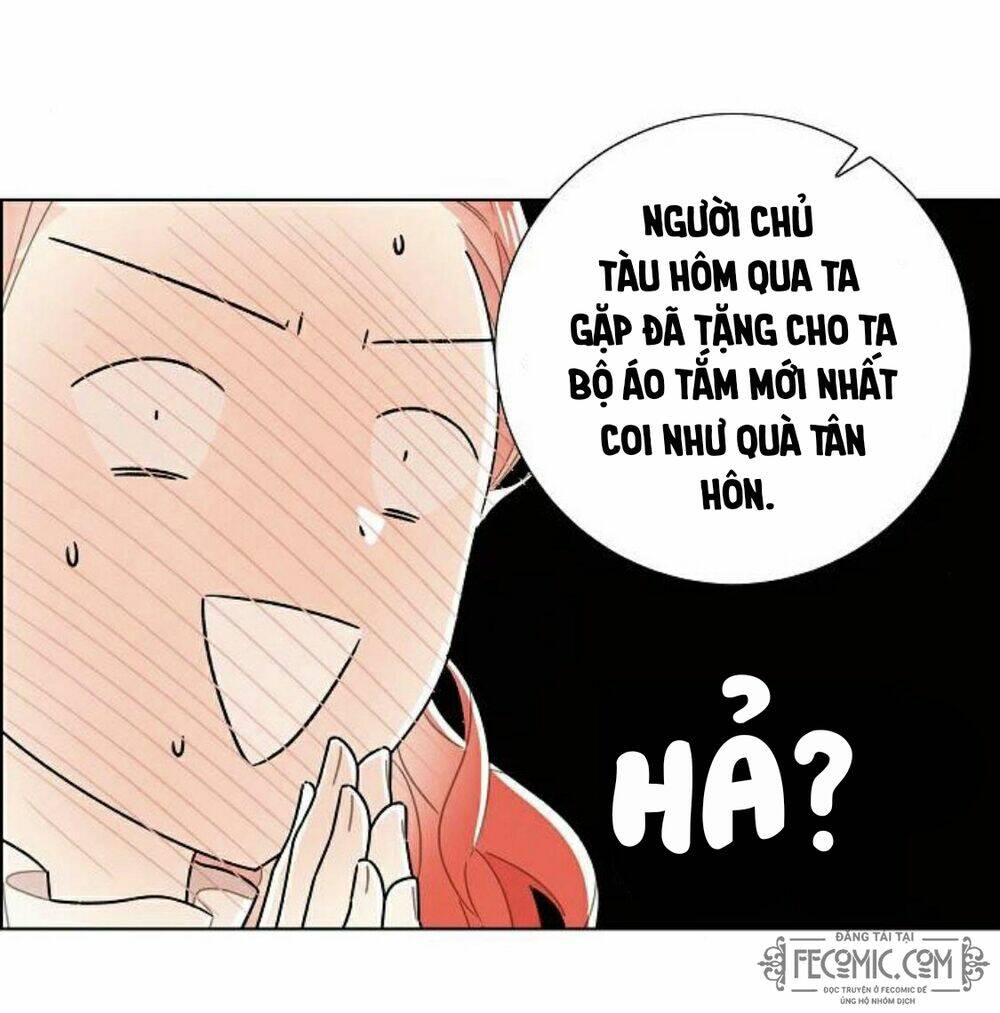 NGƯỜI CHỦ
TÀU HÔM QUA TA
GẶP ĐÃ TẶNG CHO TA
BỘ ÁO TẮM MỚI NHẤT
COI NHƯ QUÀ TÂN
HÔN.
HẢ?
ĐĂNG TẢI TẠI
FECOMIC.COM
ĐỌC TRUYỆN Ở FECOMIC ĐỂ
ỦNG HỘ NHÓM DỊCH